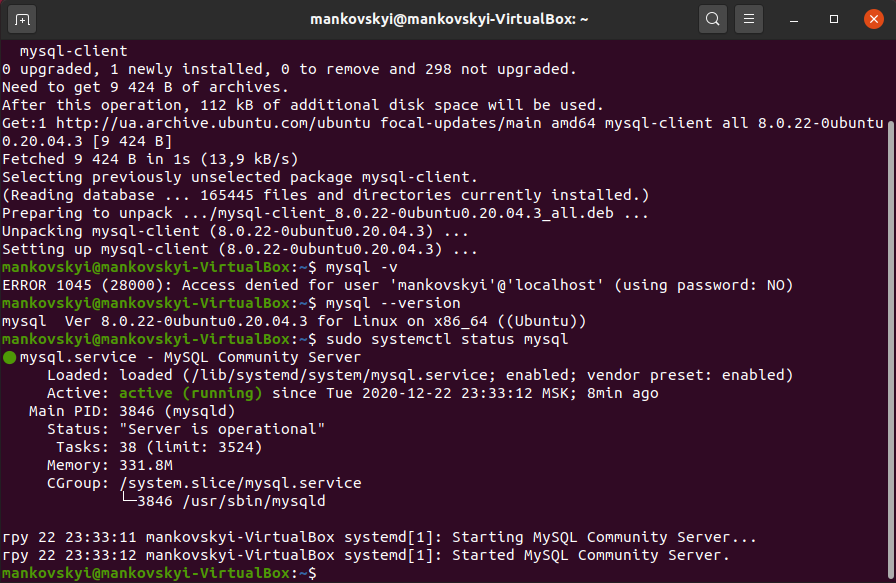 mankovskyi@mankovskyi-VirtualBox: ~
mysql-client
0 upgraded, 1 newly installed, 0 to remove and 298 not upgraded.
Need to get 9 424 B of archives.
After this operation, 112 kB of additional disk space will be used.
Get:1 http://ua.archive.ubuntu.com/ubuntu focal-updates/main amd64 mysql-client all 8.0.22-0ubuntu
0.20.04.3 [9 424 B]
Fetched 9 424 B in 1s (13,9 kB/s)
Selecting previously unselected package mysql-client.
(Reading database ... 165445 files and directories currently installed.)
Preparing to unpack .../mysql-client_8.0.22-0ubuntu0.20.04.3_all.deb ...
Unpacking mysql-client (8.0.22-0ubuntu0.20.04.3) ...
Setting up mysql-client (8.0.22-0ubuntu0.20.04.3) ...
mankovskyi@mankovskyi-VirtualBox:~$ mysql -v
ERROR 1045 (28000): Access denied for user 'mankovskyi'@'localhost' (using password: NO)
mankovskyi@mankovskyi-VirtualBox:~$ mysql --version
mysql  Ver 8.0.22-0ubuntu0.20.04.3 for Linux on x86_64 ((Ubuntu))
mankovskyi@mankovskyi-VirtualBox:~$ sudo systemctl status mysql
● mysql.service - MySQL Community Server
Loaded: loaded (/lib/systemd/system/mysql.service; enabled; vendor preset: enabled)
Active: active (running) since Tue 2020-12-22 23:33:12 MSK; 8min ago
Main PID: 3846 (mysqld)
Status: "Server is operational"
Tasks: 38 (limit: 3524)
Memory: 331.8M
CGroup: /system.slice/mysql.service
└─3846 /usr/sbin/mysqld
гру 22 23:33:11 mankovskyi-VirtualBox systemd[1]: Starting MySQL Community Server...
гру 22 23:33:12 mankovskyi-VirtualBox systemd[1]: Started MySQL Community Server.
mankovskyi@mankovskyi-VirtualBox:~$